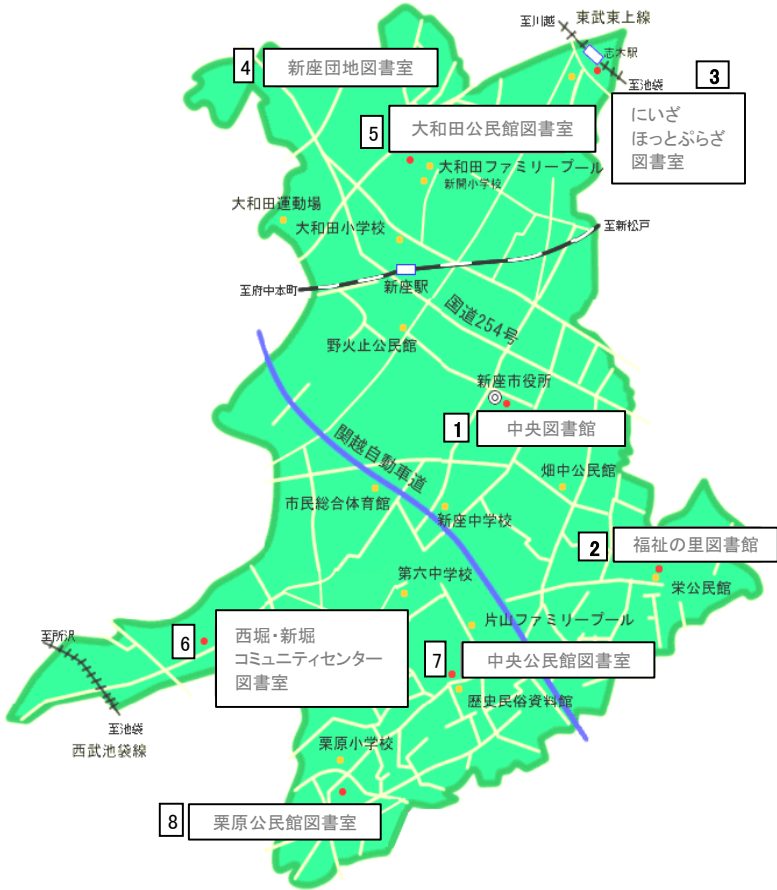 至川越
東武東上線
志木駅
至池袋
3
にいざ
ほっとぷらざ
図書室
4
新座団地図書室
5
大和田公民館図書室
大和田ファミリープール
新開小学校
大和田運動場
大和田小学校
至新松戸
新座駅
至府中本町
国道254号
野火止公民館
新座市役所
1
中央図書館
関越自動車道
畑中公民館
市民総合体育館
新座中学校
2
福祉の里図書館
栄公民館
第六中学校
片山ファミリープール
6
西堀・新堀
コミュニティセンター
図書室
至所沢
至池袋
西武池袋線
7
中央公民館図書室
歴史民俗資料館
栗原小学校
8
栗原公民館図書室